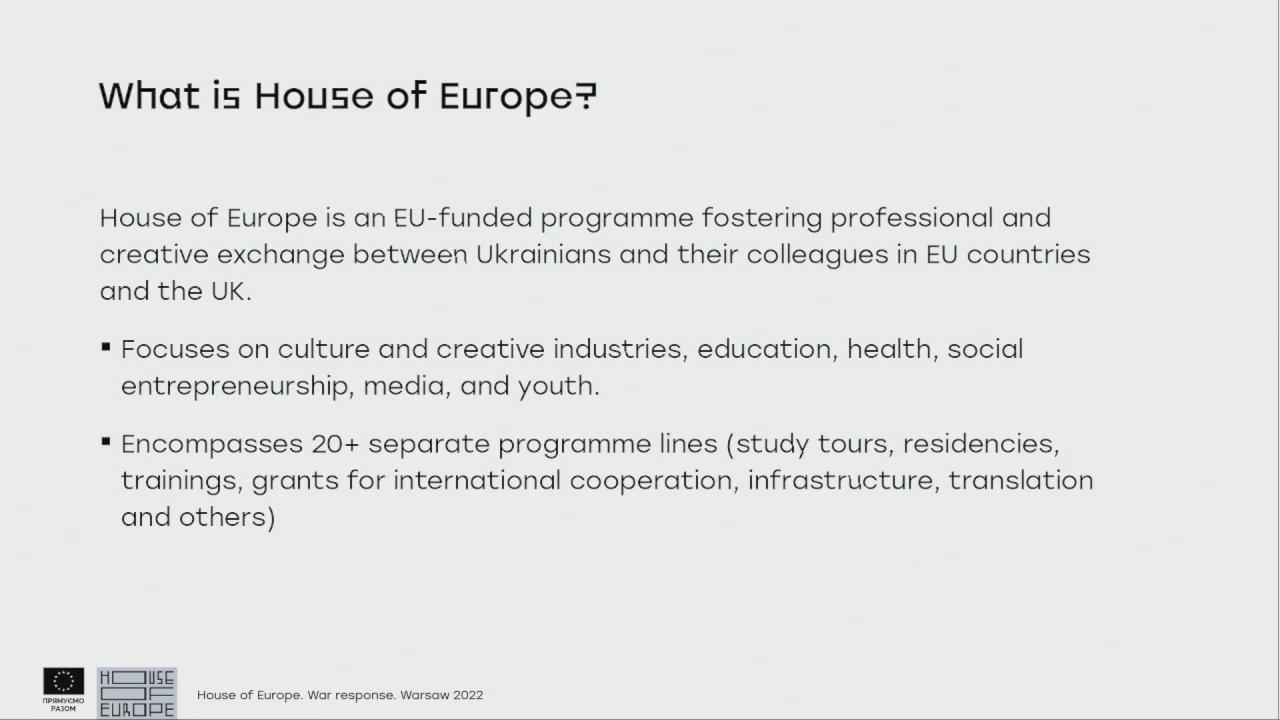 What is House of Europe?
House of Europe is an EU-funded programme fostering professional and
creative exchange between Ukrainians and their colleagues in EU countries
and the UK.
▪ Focuses on culture and creative industries, education, health, social
entrepreneurship, media, and youth.
▪ Encompasses 20+ separate programme lines (study tours, residencies,
trainings, grants for international cooperation, infrastructure, translation
and others)
ПРЯМУЄМО
РАЗОМ
HOUSE
OF
EUROPE
House of Europe. War response. Warsaw 2022